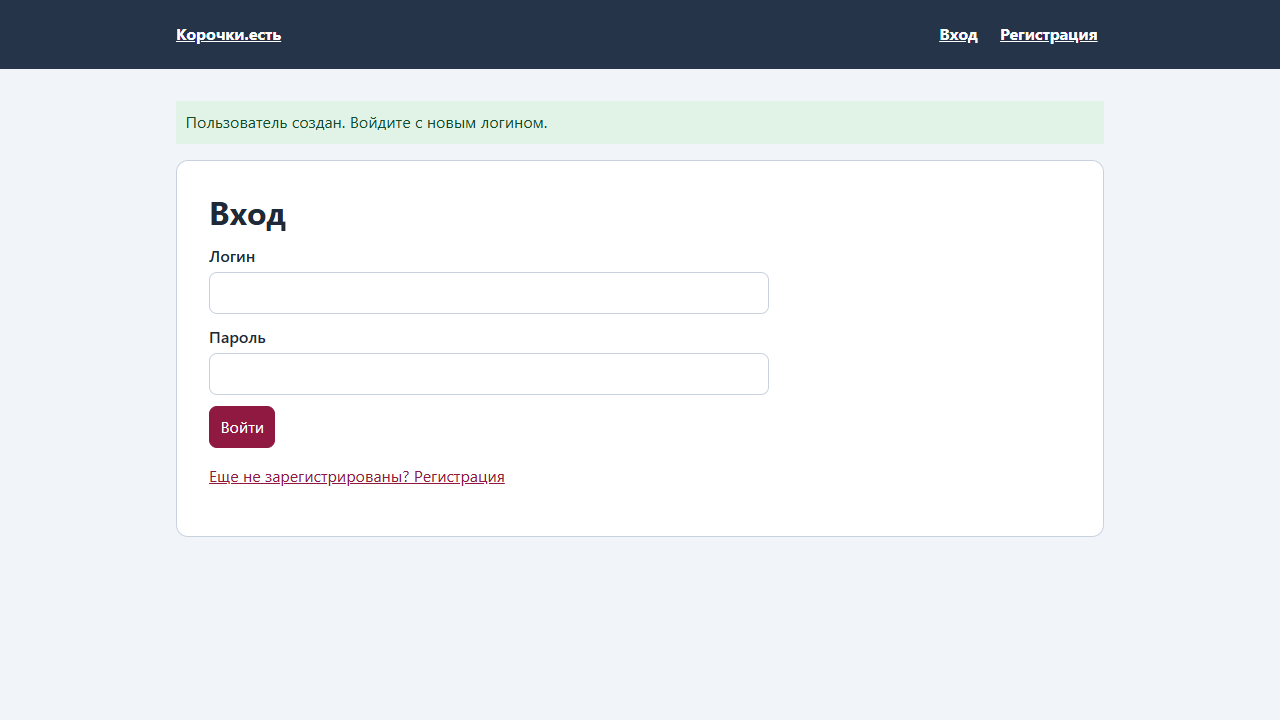 Корочки.есть
Вход Регистрация
Пользователь создан. Войдите с новым логином.
Вход
Логин
Пароль
Войти
Еще не зарегистрированы? Регистрация